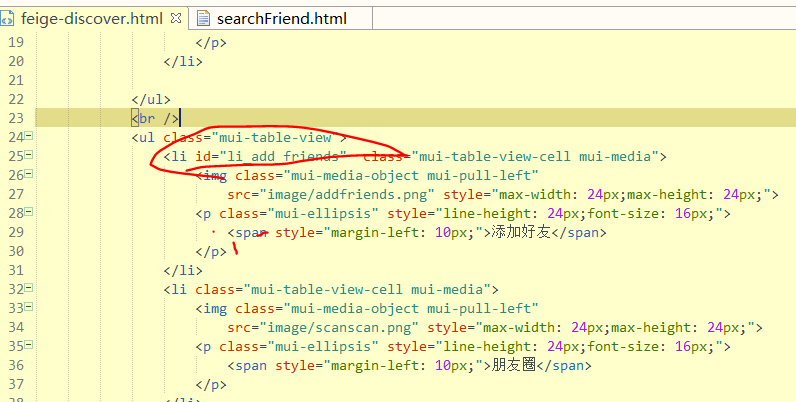 feige-discover.html searchFriend.html
19 </p>
20 </li>
21
22 </ul>
23 <br />
24 <ul class="mui-table-view">
25 <li id="li_add_friends" class="mui-table-view-cell mui-media">
26 <img class="mui-media-object mui-pull-left"
27 src="image/addfriends.png" style="max-width: 24px;max-height: 24px;">
28 <p class="mui-ellipsis" style="line-height: 24px;font-size: 16px;">
29 <span style="margin-left: 10px;">添加好友</span>
30 </p>
31 </li>
32 <li class="mui-table-view-cell mui-media">
33 <img class="mui-media-object mui-pull-left"
34 src="image/scanscan.png" style="max-width: 24px;max-height: 24px;">
35 <p class="mui-ellipsis" style="line-height: 24px;font-size: 16px;">
36 <span style="margin-left: 10px;">朋友圈</span>
37 </p>
38 </li>